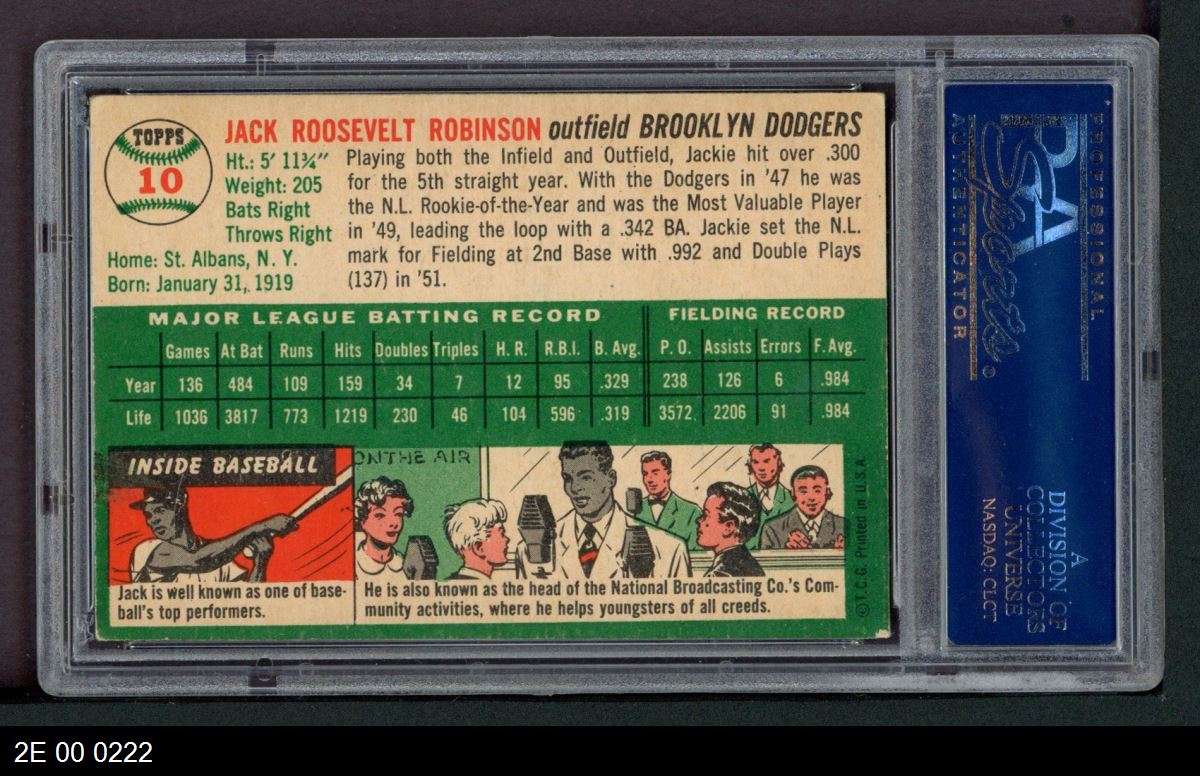 TOPPS
10
JACK ROOSEVELT ROBINSON outfield BROOKLYN DODGERS
Ht.: 5' 11¾"
Weight: 205
Bats Right
Throws Right
Home: St. Albans, N. Y.
Born: January 31, 1919
Playing both the Infield and Outfield, Jackie hit over .300
for the 5th straight year. With the Dodgers in '47 he was
the N.L. Rookie-of-the-Year and was the Most Valuable Player
in '49, leading the loop with a .342 BA. Jackie set the N.L.
mark for Fielding at 2nd Base with .992 and Double Plays
(137) in '51.
MAJOR LEAGUE BATTING RECORD FIELDING RECORD
Games At Bat Runs Hits Doubles Triples H. R. R.B.I. B. Avg. P. O. Assists Errors F. Avg.
Year 136 484 109 159 34 7 12 95 .329 238 126 6 .984
Life 1036 3817 773 1219 230 46 104 596 .319 3572 2206 91 .984
INSIDE BASEBALL
ON THE AIR
Jack is well known as one of base-
ball's top performers.
He is also known as the head of the National Broadcasting Co.'s Com-
munity activities, where he helps youngsters of all creeds.
© T. C. G. Printed in U. S. A.
PROFESSIONAL
PSA
Sports ®
AUTHENTICATOR
A
DIVISION OF
COLLECTORS
UNIVERSE
NASDAQ: CLCT
2E 00 0222